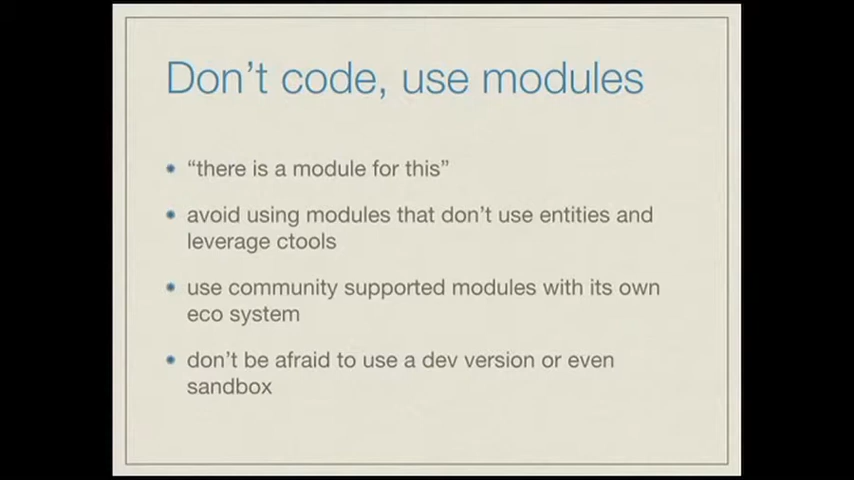 Don't code, use modules
“there is a module for this”
avoid using modules that don't use entities and
leverage ctools
use community supported modules with its own
eco system
don't be afraid to use a dev version or even
sandbox